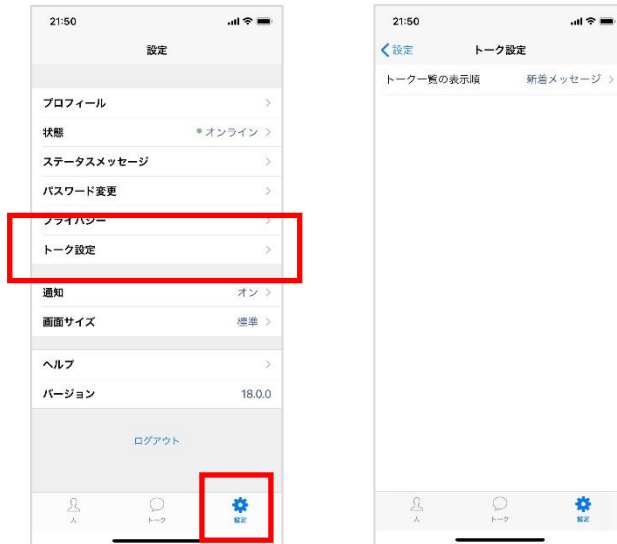 21:50
設定
プロフィール
状態 オンライン
ステータスメッセージ
パスワード変更
プライバシー
トーク設定
通知 オン
画面サイズ 標準
ヘルプ
バージョン 18.0.0
ログアウト
人 トーク 設定
21:50
設定 トーク設定
トーク一覧の表示順 新着メッセージ
人 トーク 設定